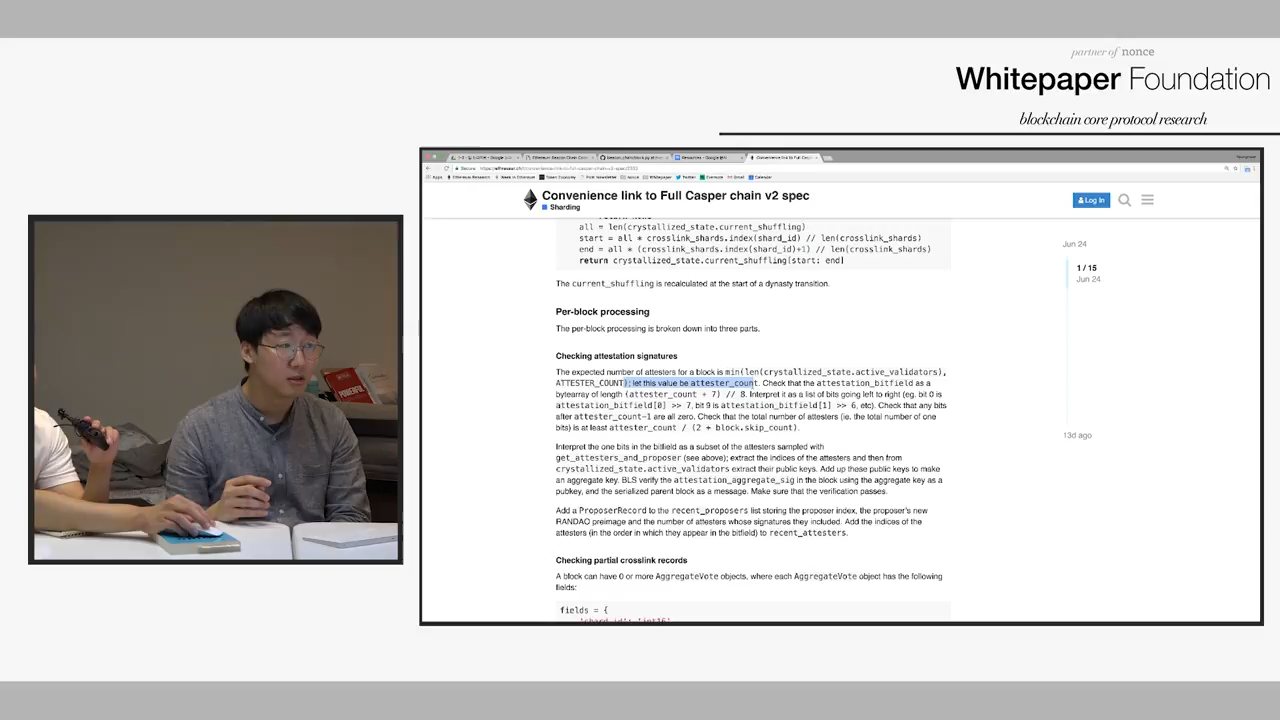 partner of nonce
Whitepaper Foundation
blockchain core protocol research
Convenience link to Full Casper chain v2 spec
Sharding
Log In
all = len(crystallized_state.current_shuffling)
start = all * crosslink_shards.index(shard_id) // len(crosslink_shards)
end = all * (crosslink_shards.index(shard_id)+1) // len(crosslink_shards)
return crystallized_state.current_shuffling[start: end]
The current_shuffling is recalculated at the start of a dynasty transition.
Per-block processing
The per-block processing is broken down into three parts.
Checking attestation signatures
The expected number of attesters for a block is min(len(crystallized_state.active_validators),
ATTESTER_COUNT); let this value be attester_count. Check that the attestation_bitfield as a
bytearray of length (attester_count + 7) // 8. Interpret it as a list of bits going left to right (eg. bit 0 is
attestation_bitfield[0] >> 7, bit 9 is attestation_bitfield[1] >> 6, etc). Check that any bits
after attester_count-1 are all zero. Check that the total number of attesters (ie. the total number of one
bits) is at least attester_count / (2 + block.skip_count).
Interpret the one bits in the bitfield as a subset of the attesters sampled with
get_attesters_and_proposer (see above); extract the indices of the attesters and then from
crystallized_state.active_validators extract their public keys. Add up these public keys to make
an aggregate key. BLS verify the attestation_aggregate_sig in the block using the aggregate key as a
pubkey, and the serialized parent block as a message. Make sure that the verification passes.
Add a ProposerRecord to the recent_proposers list storing the proposer index, the proposer's new
RANDAO preimage and the number of attesters whose signatures they included. Add the indices of the
attesters (in the order in which they appear in the bitfield) to recent_attesters.
Checking partial crosslink records
A block can have 0 or more AggregateVote objects, where each AggregateVote object has the following
fields:
fields = {
'shard_id': 'int16',
Jun 24
1 / 15
Jun 24
13d ago
POWERFUL